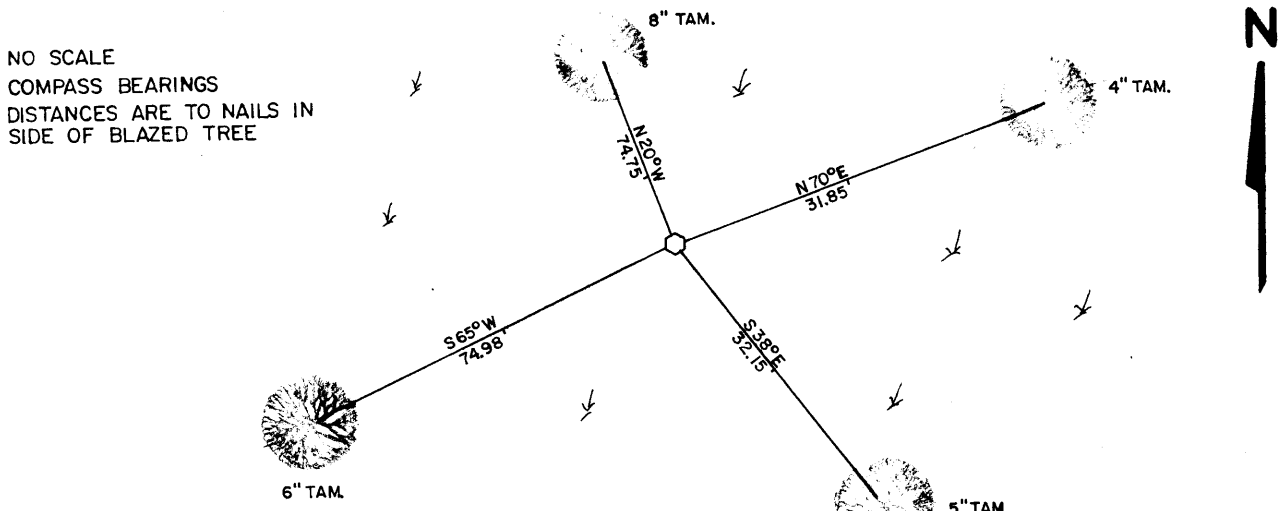 8" TAM.
N
NO SCALE
COMPASS BEARINGS
DISTANCES ARE TO NAILS IN
SIDE OF BLAZED TREE
4" TAM.
N20°W
74.75'
N70°E
31.85'
S65°W
74.98'
S38°E
32.15'
6" TAM.
5" TAM